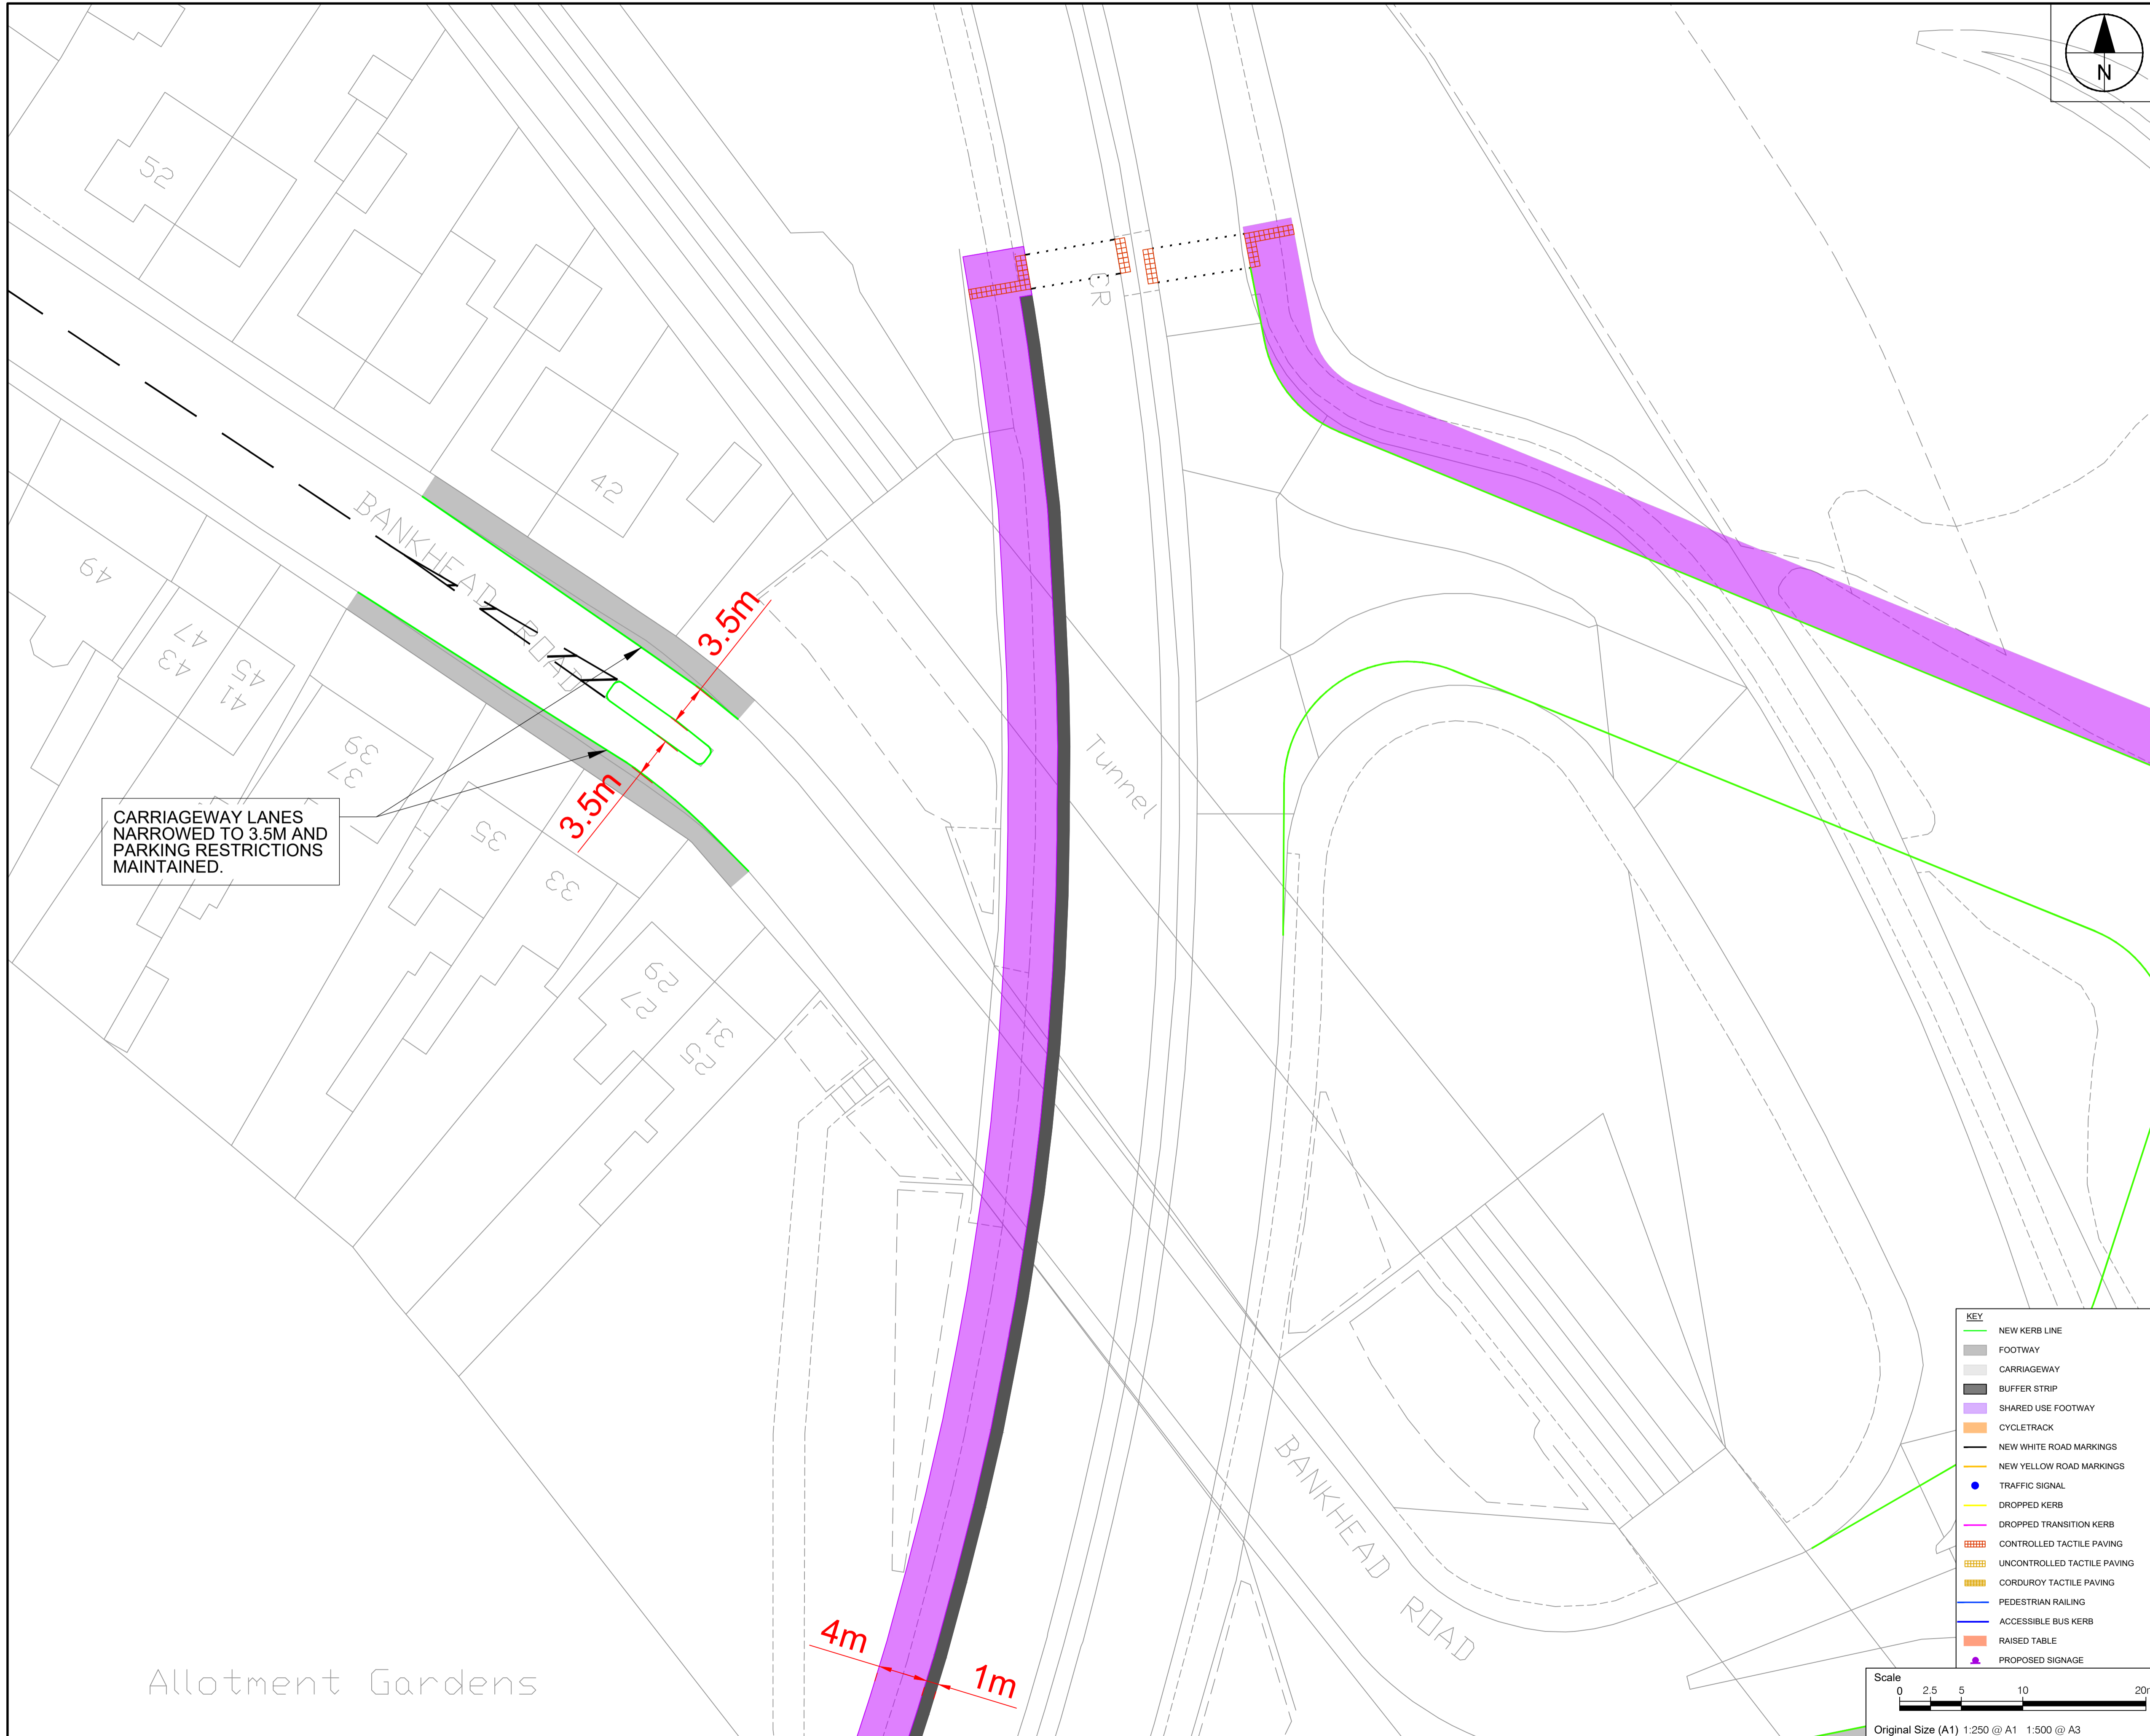 N
52
CR
42
BANKHEAD ROAD
49
47
43
45
41
3.5m
39
37
Tunnel
3.5m
CARRIAGEWAY LANES
NARROWED TO 3.5M AND
PARKING RESTRICTIONS
MAINTAINED.
35
33
29
27
31
25
KEY
NEW KERB LINE
FOOTWAY
CARRIAGEWAY
BUFFER STRIP
SHARED USE FOOTWAY
CYCLETRACK
NEW WHITE ROAD MARKINGS
NEW YELLOW ROAD MARKINGS
TRAFFIC SIGNAL
DROPPED KERB
DROPPED TRANSITION KERB
CONTROLLED TACTILE PAVING
UNCONTROLLED TACTILE PAVING
CORDUROY TACTILE PAVING
PEDESTRIAN RAILING
ACCESSIBLE BUS KERB
RAISED TABLE
PROPOSED SIGNAGE
BANKHEAD ROAD
4m
1m
Allotment Gardens
Scale
0 2.5 5 10 20m
Original Size (A1) 1:250 @ A1 1:500 @ A3